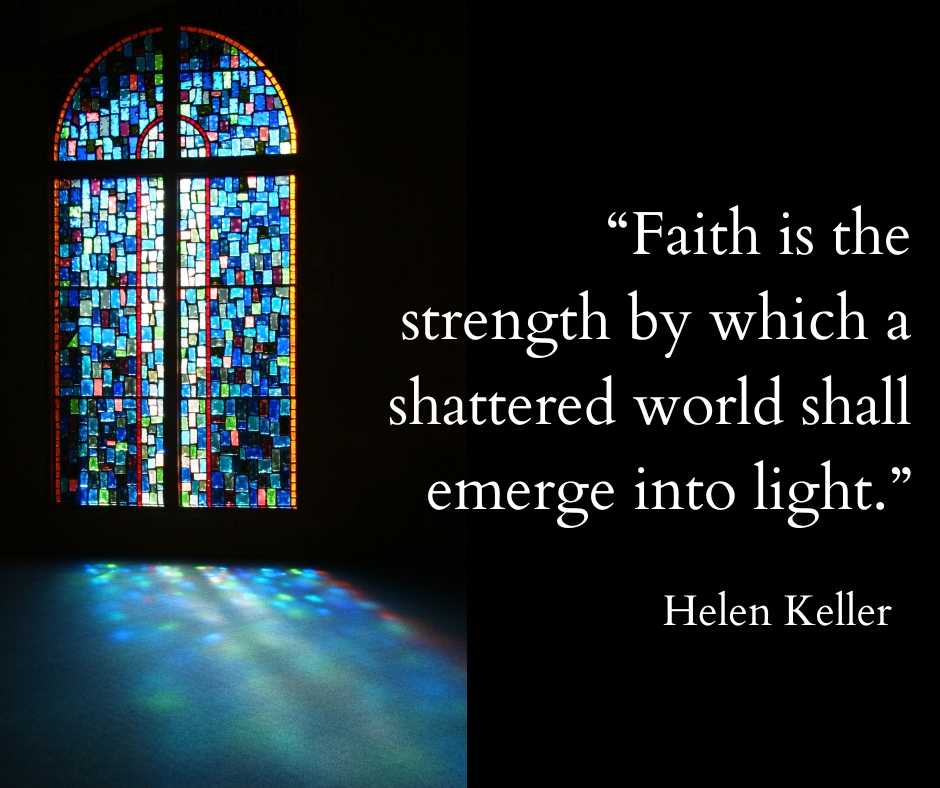 “Faith is the
strength by which a
shattered world shall
emerge into light.”
Helen Keller